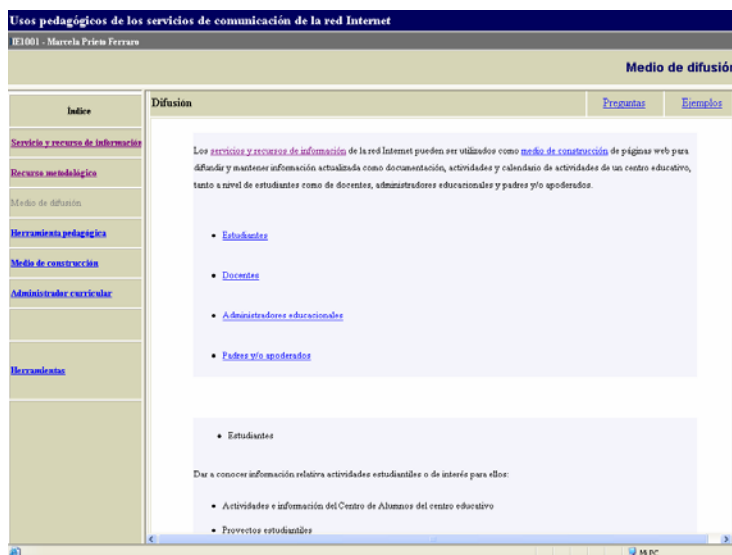 Usos pedagógicos de los servicios de comunicación de la red Internet
IE1001 - Marcela Prieto Ferraro
Medio de difusión
Índice
Difusión
Preguntas
Ejemplos
Servicio y recurso de información
Recurso metodológico
Medio de difusión
Herramienta pedagógica
Medio de construcción
Administrador curricular
Herramientas
Los servicios y recursos de información de la red Internet pueden ser utilizados como medio de construcción de páginas web para
difundir y mantener información actualizada como documentación, actividades y calendario de actividades de un centro educativo,
tanto a nivel de estudiantes como de docentes, administradores educacionales y padres y/o apoderados.
• Estudiantes
• Docentes
• Administradores educacionales
• Padres y/o apoderados
• Estudiantes
Dar a conocer información relativa actividades estudiantiles o de interés para ellos:
• Actividades e información del Centro de Alumnos del centro educativo
• Proyectos estudiantiles
Mi PC